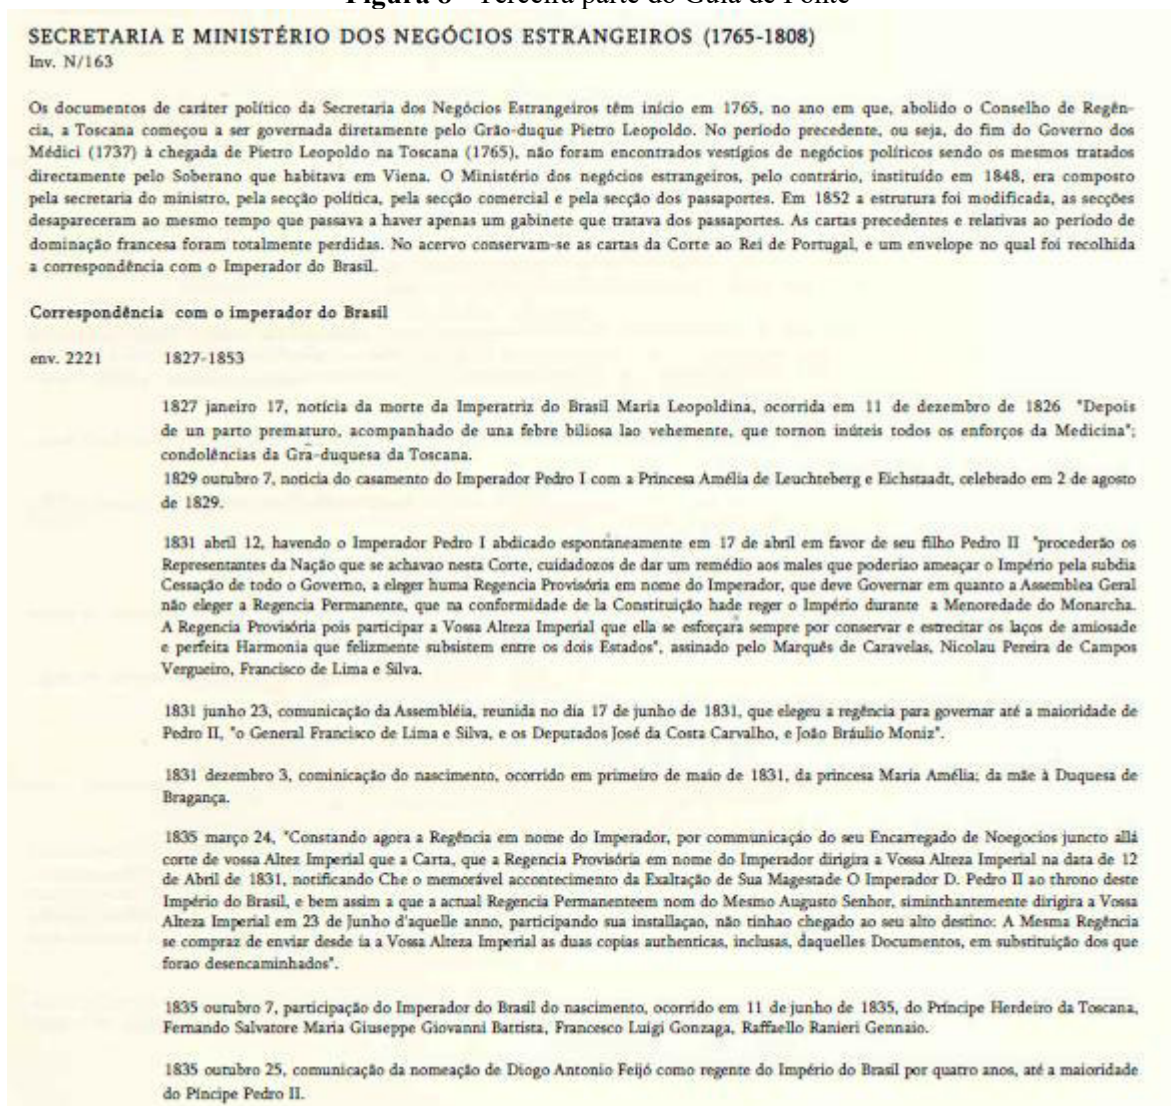 Figura 8 - Terceira parte do Guia de Fonte
SECRETARIA E MINISTÉRIO DOS NEGÓCIOS ESTRANGEIROS (1765-1808)
Inv. N/163
Os documentos de caráter político da Secretaria dos Negócios Estrangeiros têm início em 1765, no ano em que, abolido o Conselho de Regên-
cia, a Toscana começou a ser governada diretamente pelo Grão-duque Pietro Leopoldo. No período precedente, ou seja, do fim do Governo dos
Médici (1737) à chegada de Pietro Leopoldo na Toscana (1765), não foram encontrados vestígios de negócios políticos sendo os mesmos tratados
directamente pelo Soberano que habitava em Viena. O Ministério dos negócios estrangeiros, pelo contrário, instituído em 1848, era composto
pela secretaria do ministro, pela secção política, pela secção comercial e pela secção dos passaportes. Em 1852 a estrutura foi modificada, as secções
desapareceram ao mesmo tempo que passava a haver apenas um gabinete que tratava dos passaportes. As cartas precedentes e relativas ao período de
dominação francesa foram totalmente perdidas. No acervo conservam-se as cartas da Corte ao Rei de Portugal, e um envelope no qual foi recolhida
a correspondência com o Imperador do Brasil.
Correspondência com o imperador do Brasil
env. 2221 1827-1853
1827 janeiro 17, notícia da morte da Imperatriz do Brasil Maria Leopoldina, ocorrida em 11 de dezembro de 1826 "Depois
de un parto prematuro, acompanhado de una febre biliosa lao vehemente, que tornon inúteis todos os enforços da Medicina";
condolências da Grã-duquesa da Toscana.
1829 outubro 7, noticia do casamento do Imperador Pedro I com a Princesa Amélia de Leuchteberg e Eichstaadt, celebrado em 2 de agosto
de 1829.
1831 abril 12, havendo o Imperador Pedro I abdicado espontàneamente em 17 de abril em favor de seu filho Pedro II "procederão os
Representantes da Nação que se achavao nesta Corte, cuidadozos de dar um remédio aos males que poderiao ameaçar o Império pela subdia
Cessação de todo o Governo, a eleger huma Regencia Provisória em nome do Imperador, que deve Governar em quanto a Assemblea Geral
não eleger a Regencia Permanente, que na conformidade de la Constituição hade reger o Império durante a Menoredade do Monarcha.
A Regencia Provisória pois participar a Vossa Alteza Imperial que ella se esforçarà sempre por conservar e estrecitar os laços de amiosade
e perfeita Harmonia que felizmente subsistem entre os dois Estados", assinado pelo Marquês de Caravelas, Nicolau Pereira de Campos
Vergueiro, Francisco de Lima e Silva.
1831 junho 23, comunicação da Assembléia, reunida no dia 17 de junho de 1831, que elegeu a regência para governar até a maioridade de
Pedro II, "o General Francisco de Lima e Silva, e os Deputados José da Costa Carvalho, e João Bráulio Moniz".
1831 dezembro 3, cominicação do nascimento, ocorrido em primeiro de maio de 1831, da princesa Maria Amélia; da mãe à Duquesa de
Bragança.
1835 março 24, "Constando agora a Regência em nome do Imperador, por communicação do seu Encarregado de Noegocios juncto allá
corte de vossa Altez Imperial que a Carta, que a Regencia Provisória em nome do Imperador dirigira a Vossa Alteza Imperial na data de 12
de Abril de 1831, notificando Che o memorável accontecimento da Exaltação de Sua Magestade O Imperador D. Pedro II ao throno deste
Império do Brasil, e bem assim a que a actual Regencia Permanenteem nom do Mesmo Augusto Senhor, siminthantemente dirigira a Vossa
Alteza Imperial em 23 de Junho d'aquelle anno, participando sua installaçao, não tinhao chegado ao seu alto destino: A Mesma Regência
se compraz de enviar desde ia a Vossa Alteza Imperial as duas copias authenticas, inclusas, daquelles Documentos, em substituição dos que
forao desencaminhados".
1835 outubro 7, participação do Imperador do Brasil do nascimento, ocorrido em 11 de junho de 1835, do Príncipe Herdeiro da Toscana,
Fernando Salvatore Maria Giuseppe Giovanni Battista, Francesco Luigi Gonzaga, Raffaello Ranieri Gennaio.
1835 outubro 25, comunicação da nomeação de Diogo Antonio Feijó como regente do Império do Brasil por quatro anos, até a maioridade
do Píncipe Pedro II.